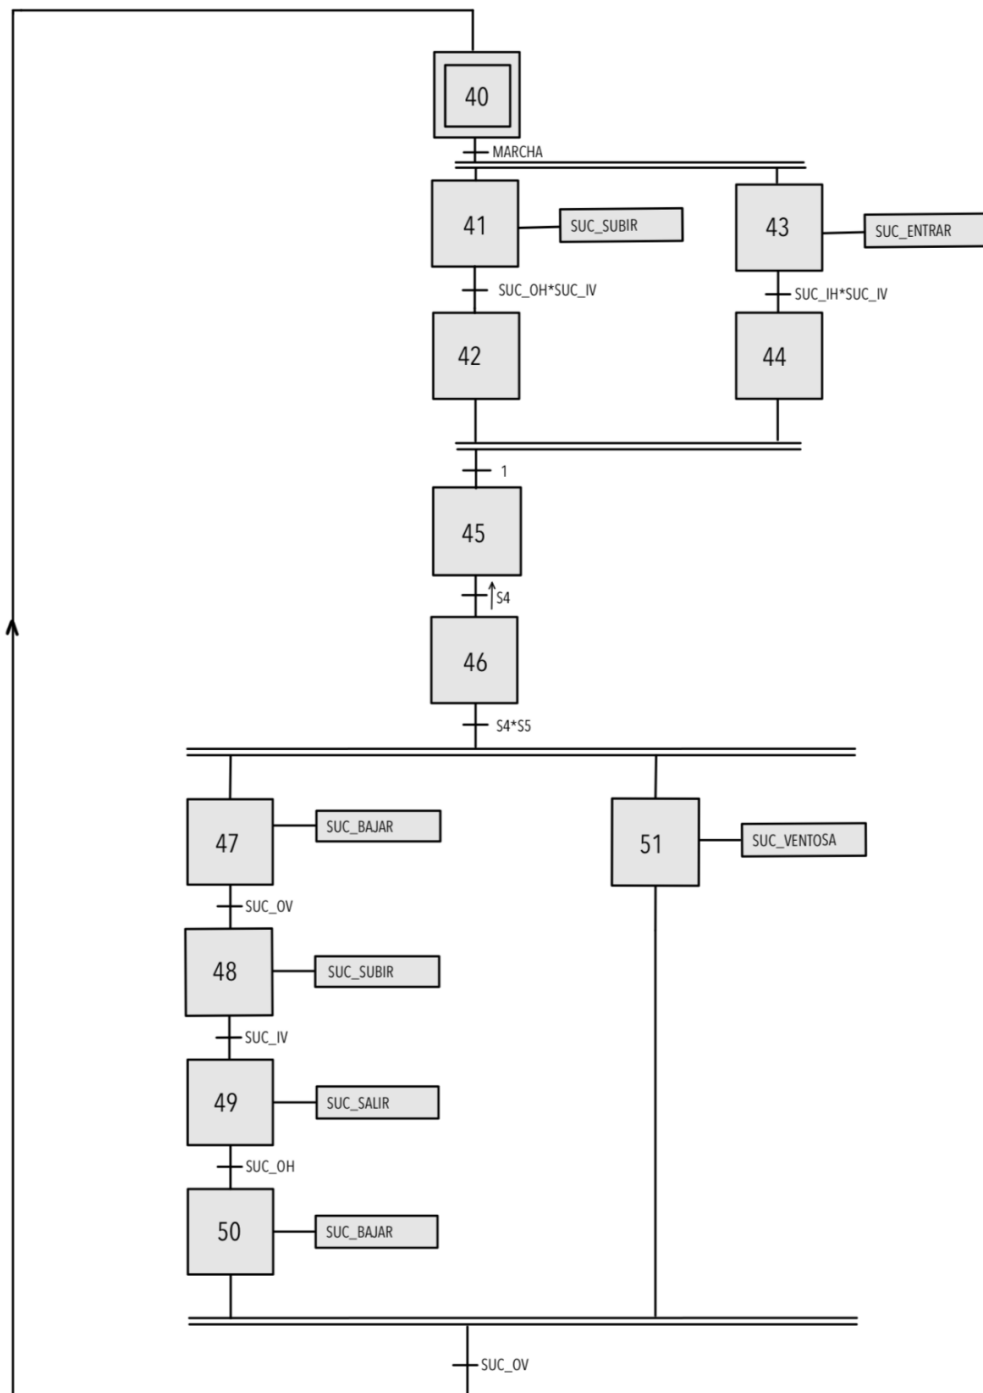 40
MARCHA
41
SUC_SUBIR
43
SUC_ENTRAR
SUC_OH*SUC_IV
SUC_IH*SUC_IV
42
44
1
45
S4
46
S4*S5
47
SUC_BAJAR
51
SUC_VENTOSA
SUC_OV
48
SUC_SUBIR
SUC_IV
49
SUC_SALIR
SUC_OH
50
SUC_BAJAR
SUC_OV